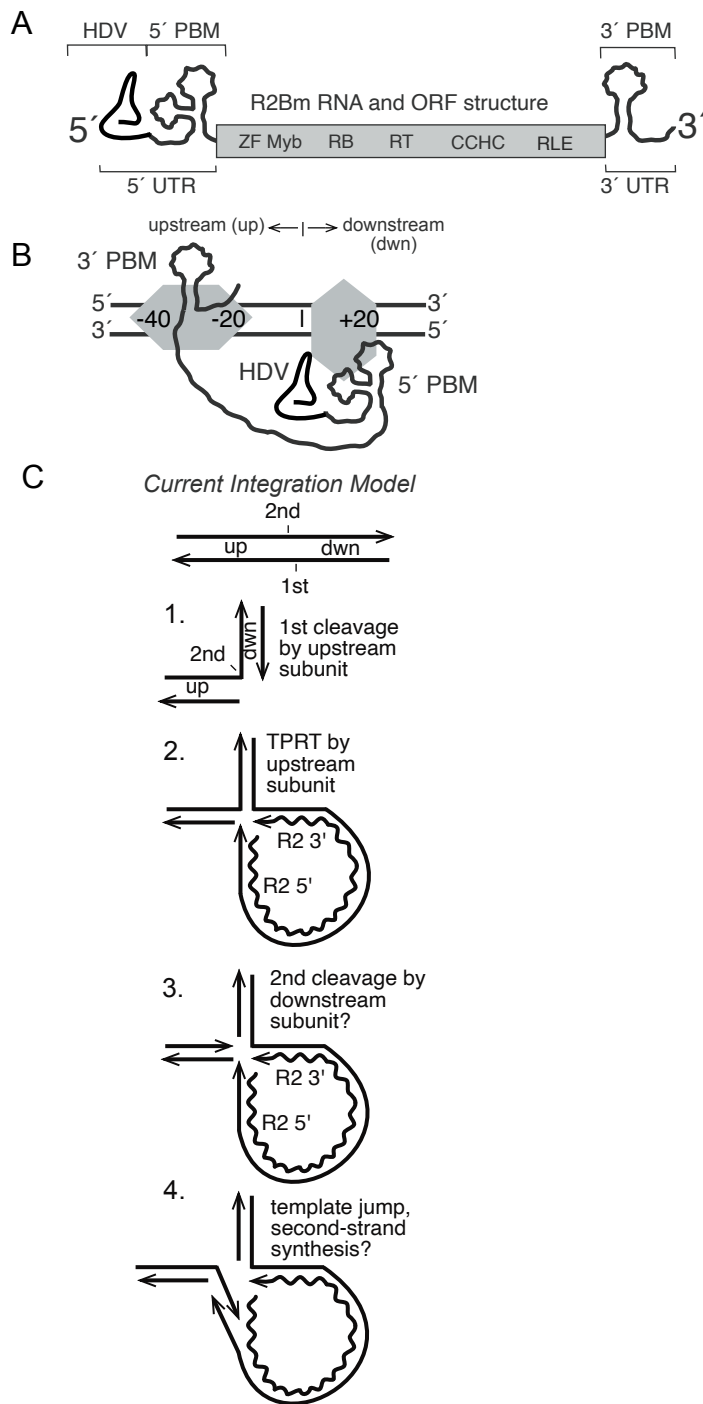 A
HDV 5´ PBM
3´ PBM
R2Bm RNA and ORF structure
5´
3´
ZF Myb RB RT CCHC RLE
5´ UTR
3´ UTR
upstream (up)
downstream
(dwn)
B
3´ PBM
5´
3´
-40
-20
+20
3´
5´
HDV
5´ PBM
C
Current Integration Model
2nd
up
dwn
1st
1.
2nd
dwn
up
1st cleavage
by upstream
subunit
2.
TPRT by
upstream
subunit
R2 3'
R2 5'
3.
2nd cleavage by
downstream
subunit?
R2 3'
R2 5'
4.
template jump,
second-strand
synthesis?